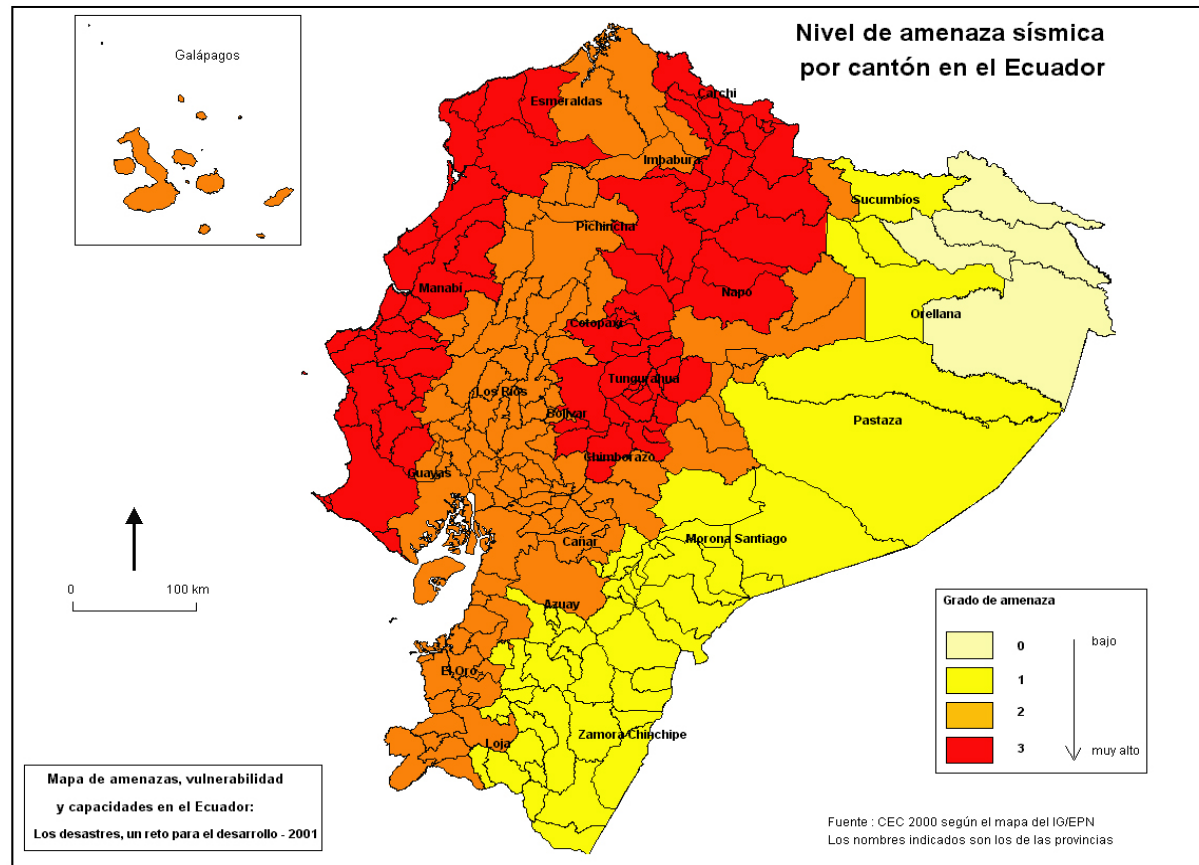 Nivel de amenaza sísmica
por cantón en el Ecuador
Galápagos
Esmeraldas
Carchi
Imbabura
Sucumbíos
Pichincha
Manabí
Napo
Orellana
Cotopaxi
Tungurahua
Los Ríos
Bolívar
Pastaza
Chimborazo
Guayas
Cañar
Morona Santiago
Azuay
El Oro
Loja
Zamora Chinchipe
0 100 km
Grado de amenaza
0 bajo
1
2
3 muy alto
Mapa de amenazas, vulnerabilidad
y capacidades en el Ecuador:
Los desastres, un reto para el desarrollo - 2001
Fuente : CEC 2000 según el mapa del IG/EPN
Los nombres indicados son los de las provincias